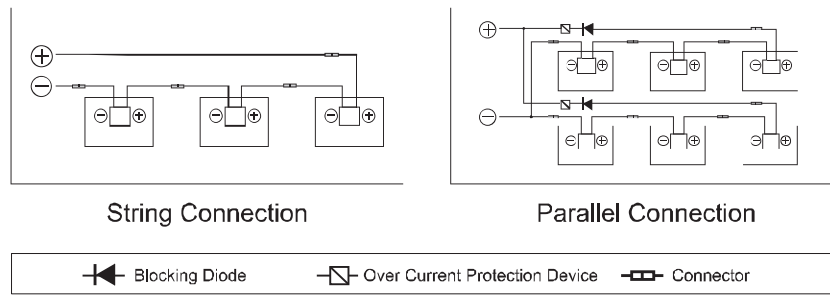 String Connection
Parallel Connection
Blocking Diode
Over Current Protection Device
Connector